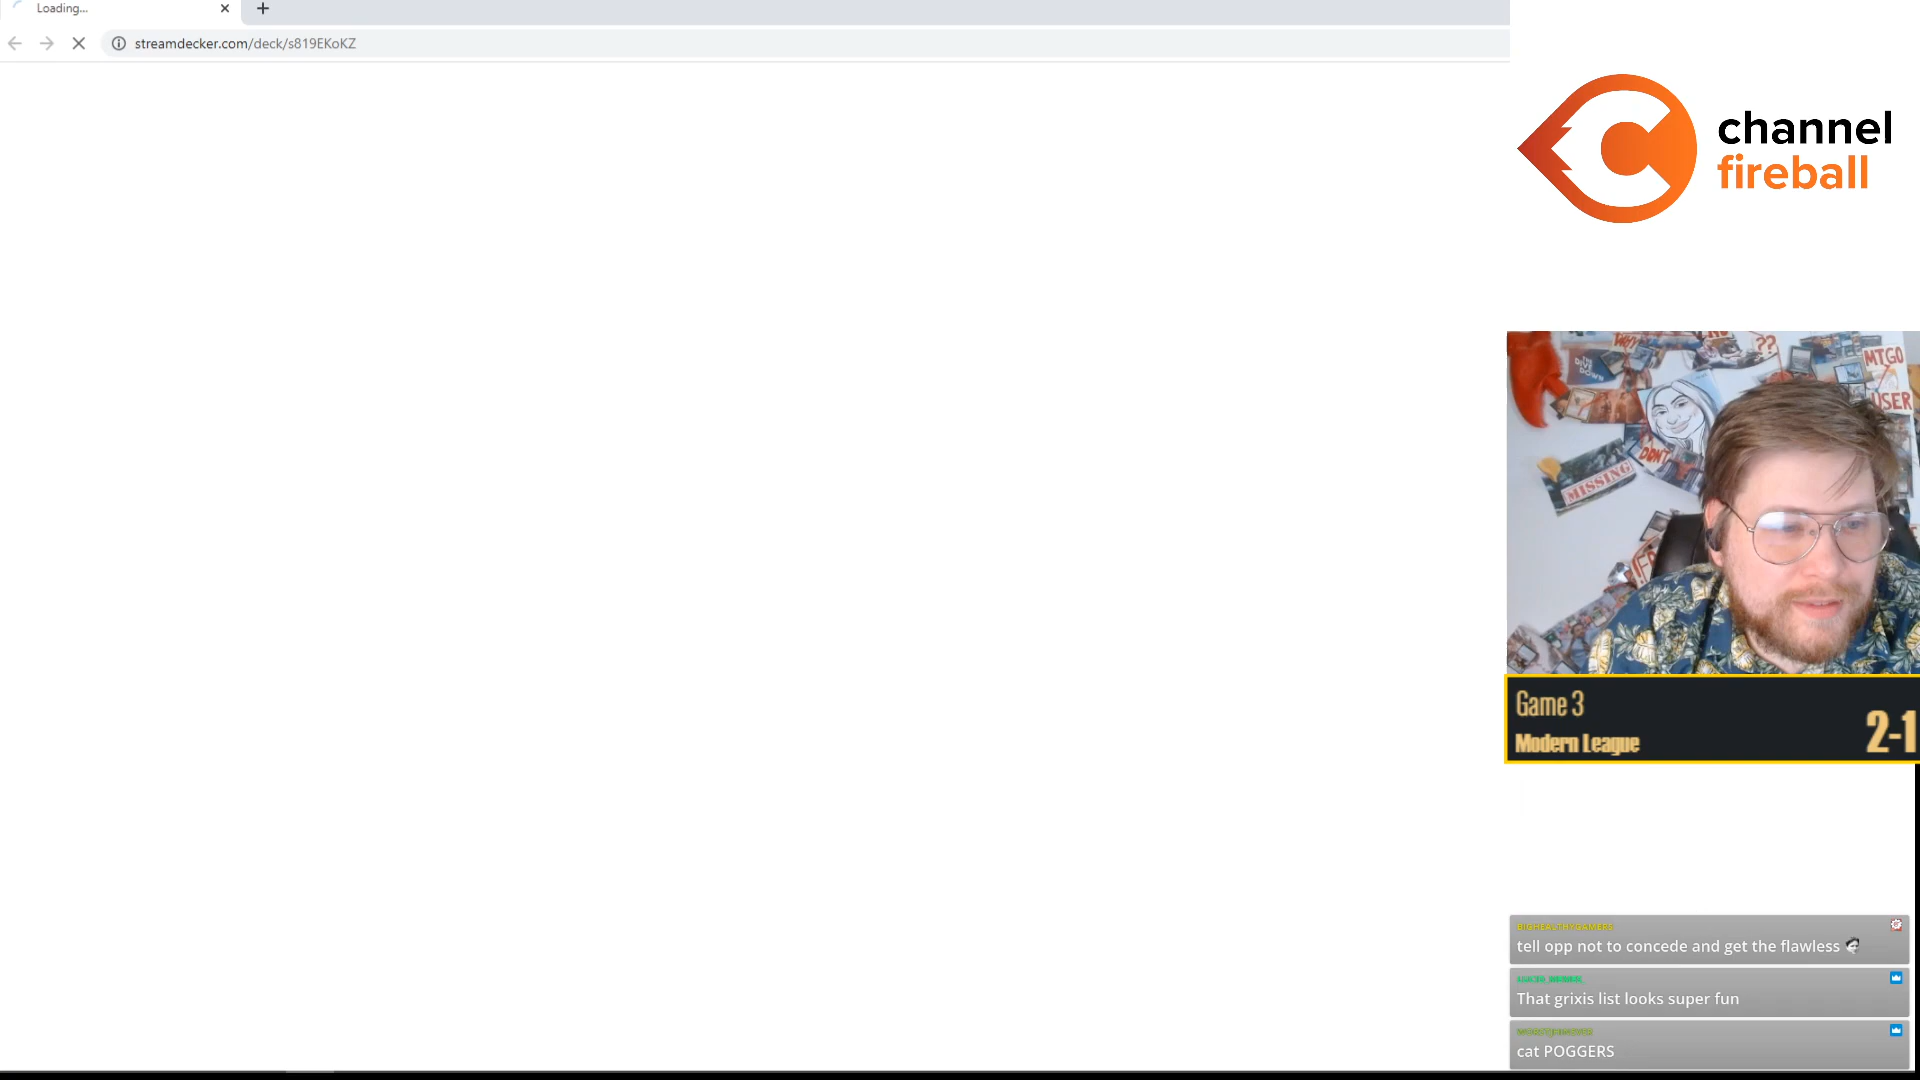 Loading...
streamdecker.com/deck/s819EKoKZ
channel
fireball
??
MTGO
USER
DON'T
MISSING
Game 3
Modern League
2-1
tell opp not to concede and get the flawless
That grixis list looks super fun
cat POGGERS